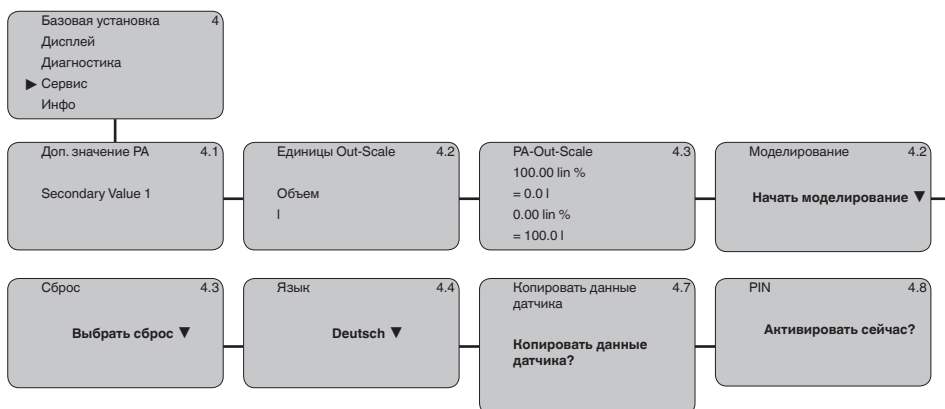 Базовая установка 4
Дисплей
Диагностика
▶ Сервис
Инфо
Доп. значение PA 4.1
Secondary Value 1
Единицы Out-Scale 4.2
Объем
l
PA-Out-Scale 4.3
100.00 lin %
= 0.0 l
0.00 lin %
= 100.0 l
Моделирование 4.2
Начать моделирование ▼
Сброс 4.3
Выбрать сброс ▼
Язык 4.4
Deutsch ▼
Копировать данные 4.7
датчика
Копировать данные
датчика?
PIN 4.8
Активировать сейчас?